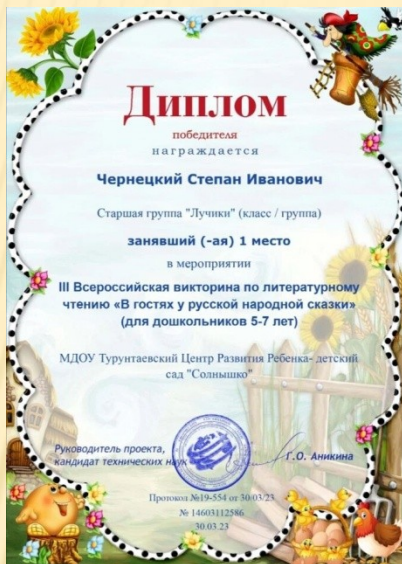 Диплом
победителя
награждается
Чернецкий Степан Иванович
Старшая группа "Лучики" (класс / группа)
занявший (-ая) 1 место
в мероприятии
III Всероссийская викторина по литературному
чтению «В гостях у русской народной сказки»
(для дошкольников 5-7 лет)
МДОУ Турунтаевский Центр Развития Ребенка- детский
сад "Солнышко"
Руководитель проекта,
кандидат технических наук
Г.О. Аникина
Протокол №19-554 от 30/03/23
№ 14603112586
30.03.23